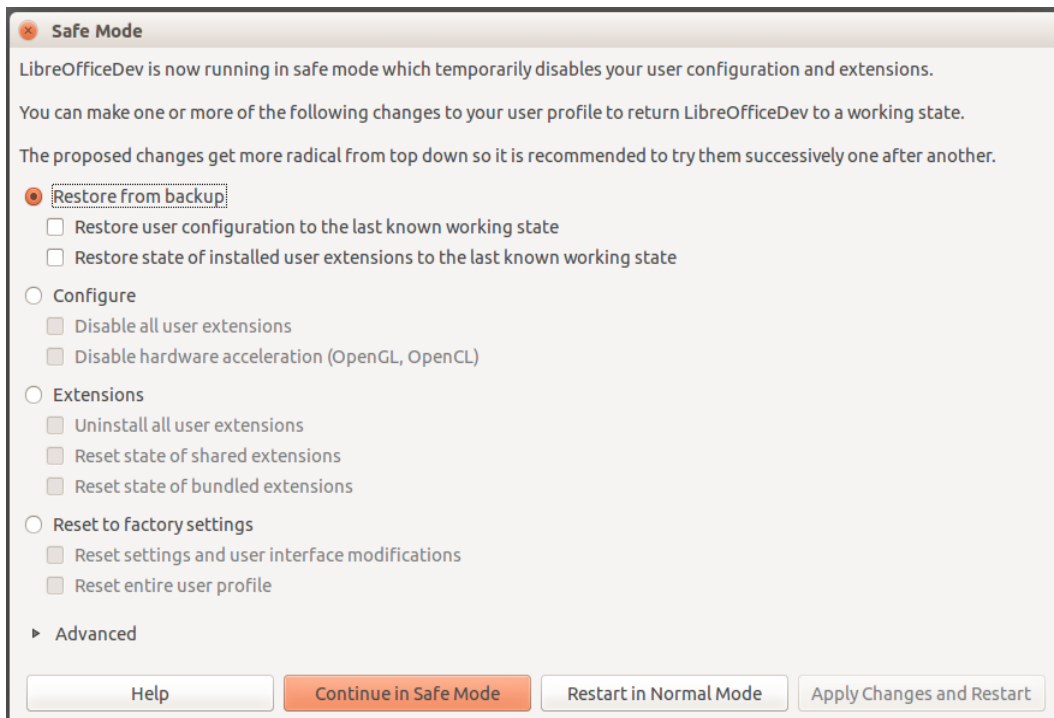 Safe Mode
LibreOfficeDev is now running in safe mode which temporarily disables your user configuration and extensions.
You can make one or more of the following changes to your user profile to return LibreOfficeDev to a working state.
The proposed changes get more radical from top down so it is recommended to try them successively one after another.
Restore from backup
Restore user configuration to the last known working state
Restore state of installed user extensions to the last known working state
Configure
Disable all user extensions
Disable hardware acceleration (OpenGL, OpenCL)
Extensions
Uninstall all user extensions
Reset state of shared extensions
Reset state of bundled extensions
Reset to factory settings
Reset settings and user interface modifications
Reset entire user profile
Advanced
Help Continue in Safe Mode Restart in Normal Mode Apply Changes and Restart